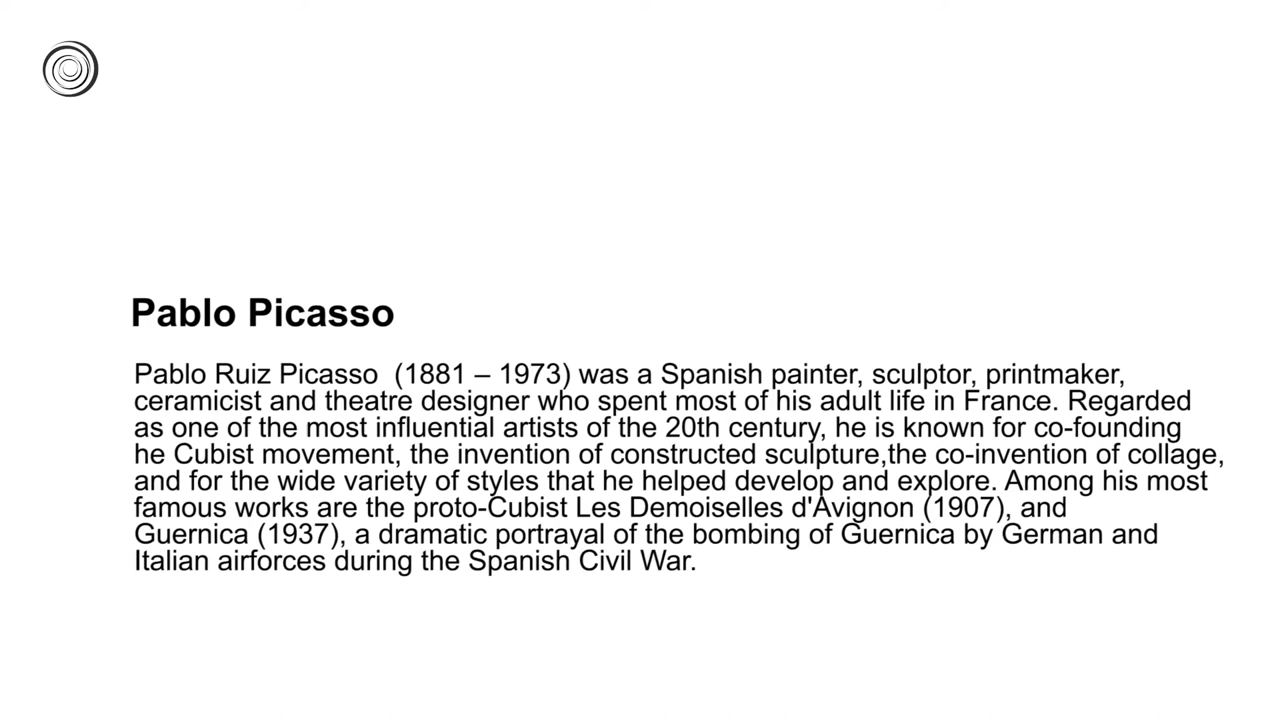 Pablo Picasso
Pablo Ruiz Picasso  (1881 – 1973) was a Spanish painter, sculptor, printmaker,
ceramicist and theatre designer who spent most of his adult life in France. Regarded
as one of the most influential artists of the 20th century, he is known for co-founding
he Cubist movement, the invention of constructed sculpture,the co-invention of collage,
and for the wide variety of styles that he helped develop and explore. Among his most
famous works are the proto-Cubist Les Demoiselles d'Avignon (1907), and
Guernica (1937), a dramatic portrayal of the bombing of Guernica by German and
Italian airforces during the Spanish Civil War.